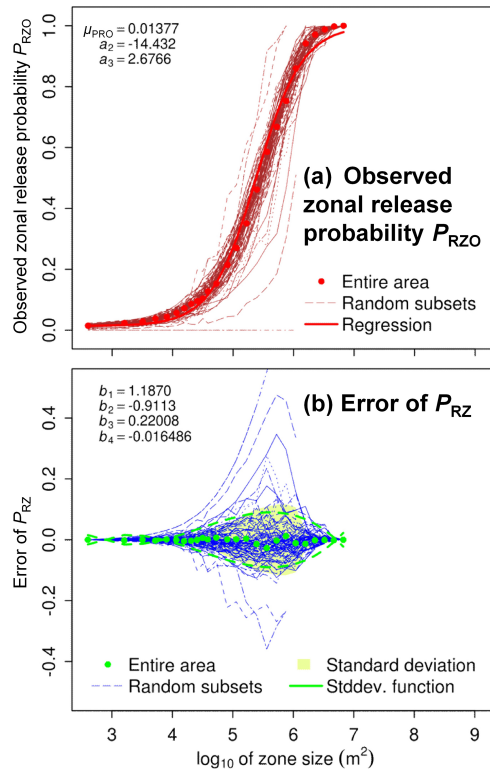 μPRO = 0.01377
a2 = -14.432
a3 = 2.6766
Observed zonal release probability PRZO
1.0
0.8
0.6
0.4
0.2
0.0
(a) Observed
zonal release
probability PRZO
Entire area
Random subsets
Regression
b1 = 1.1870
b2 = -0.9113
b3 = 0.22008
b4 = -0.016486
(b) Error of PRZ
Error of PRZ
0.4
0.2
0.0
-0.2
-0.4
Entire area
Standard deviation
Random subsets
Stddev. function
3 4 5 6 7 8 9
log10 of zone size (m2)